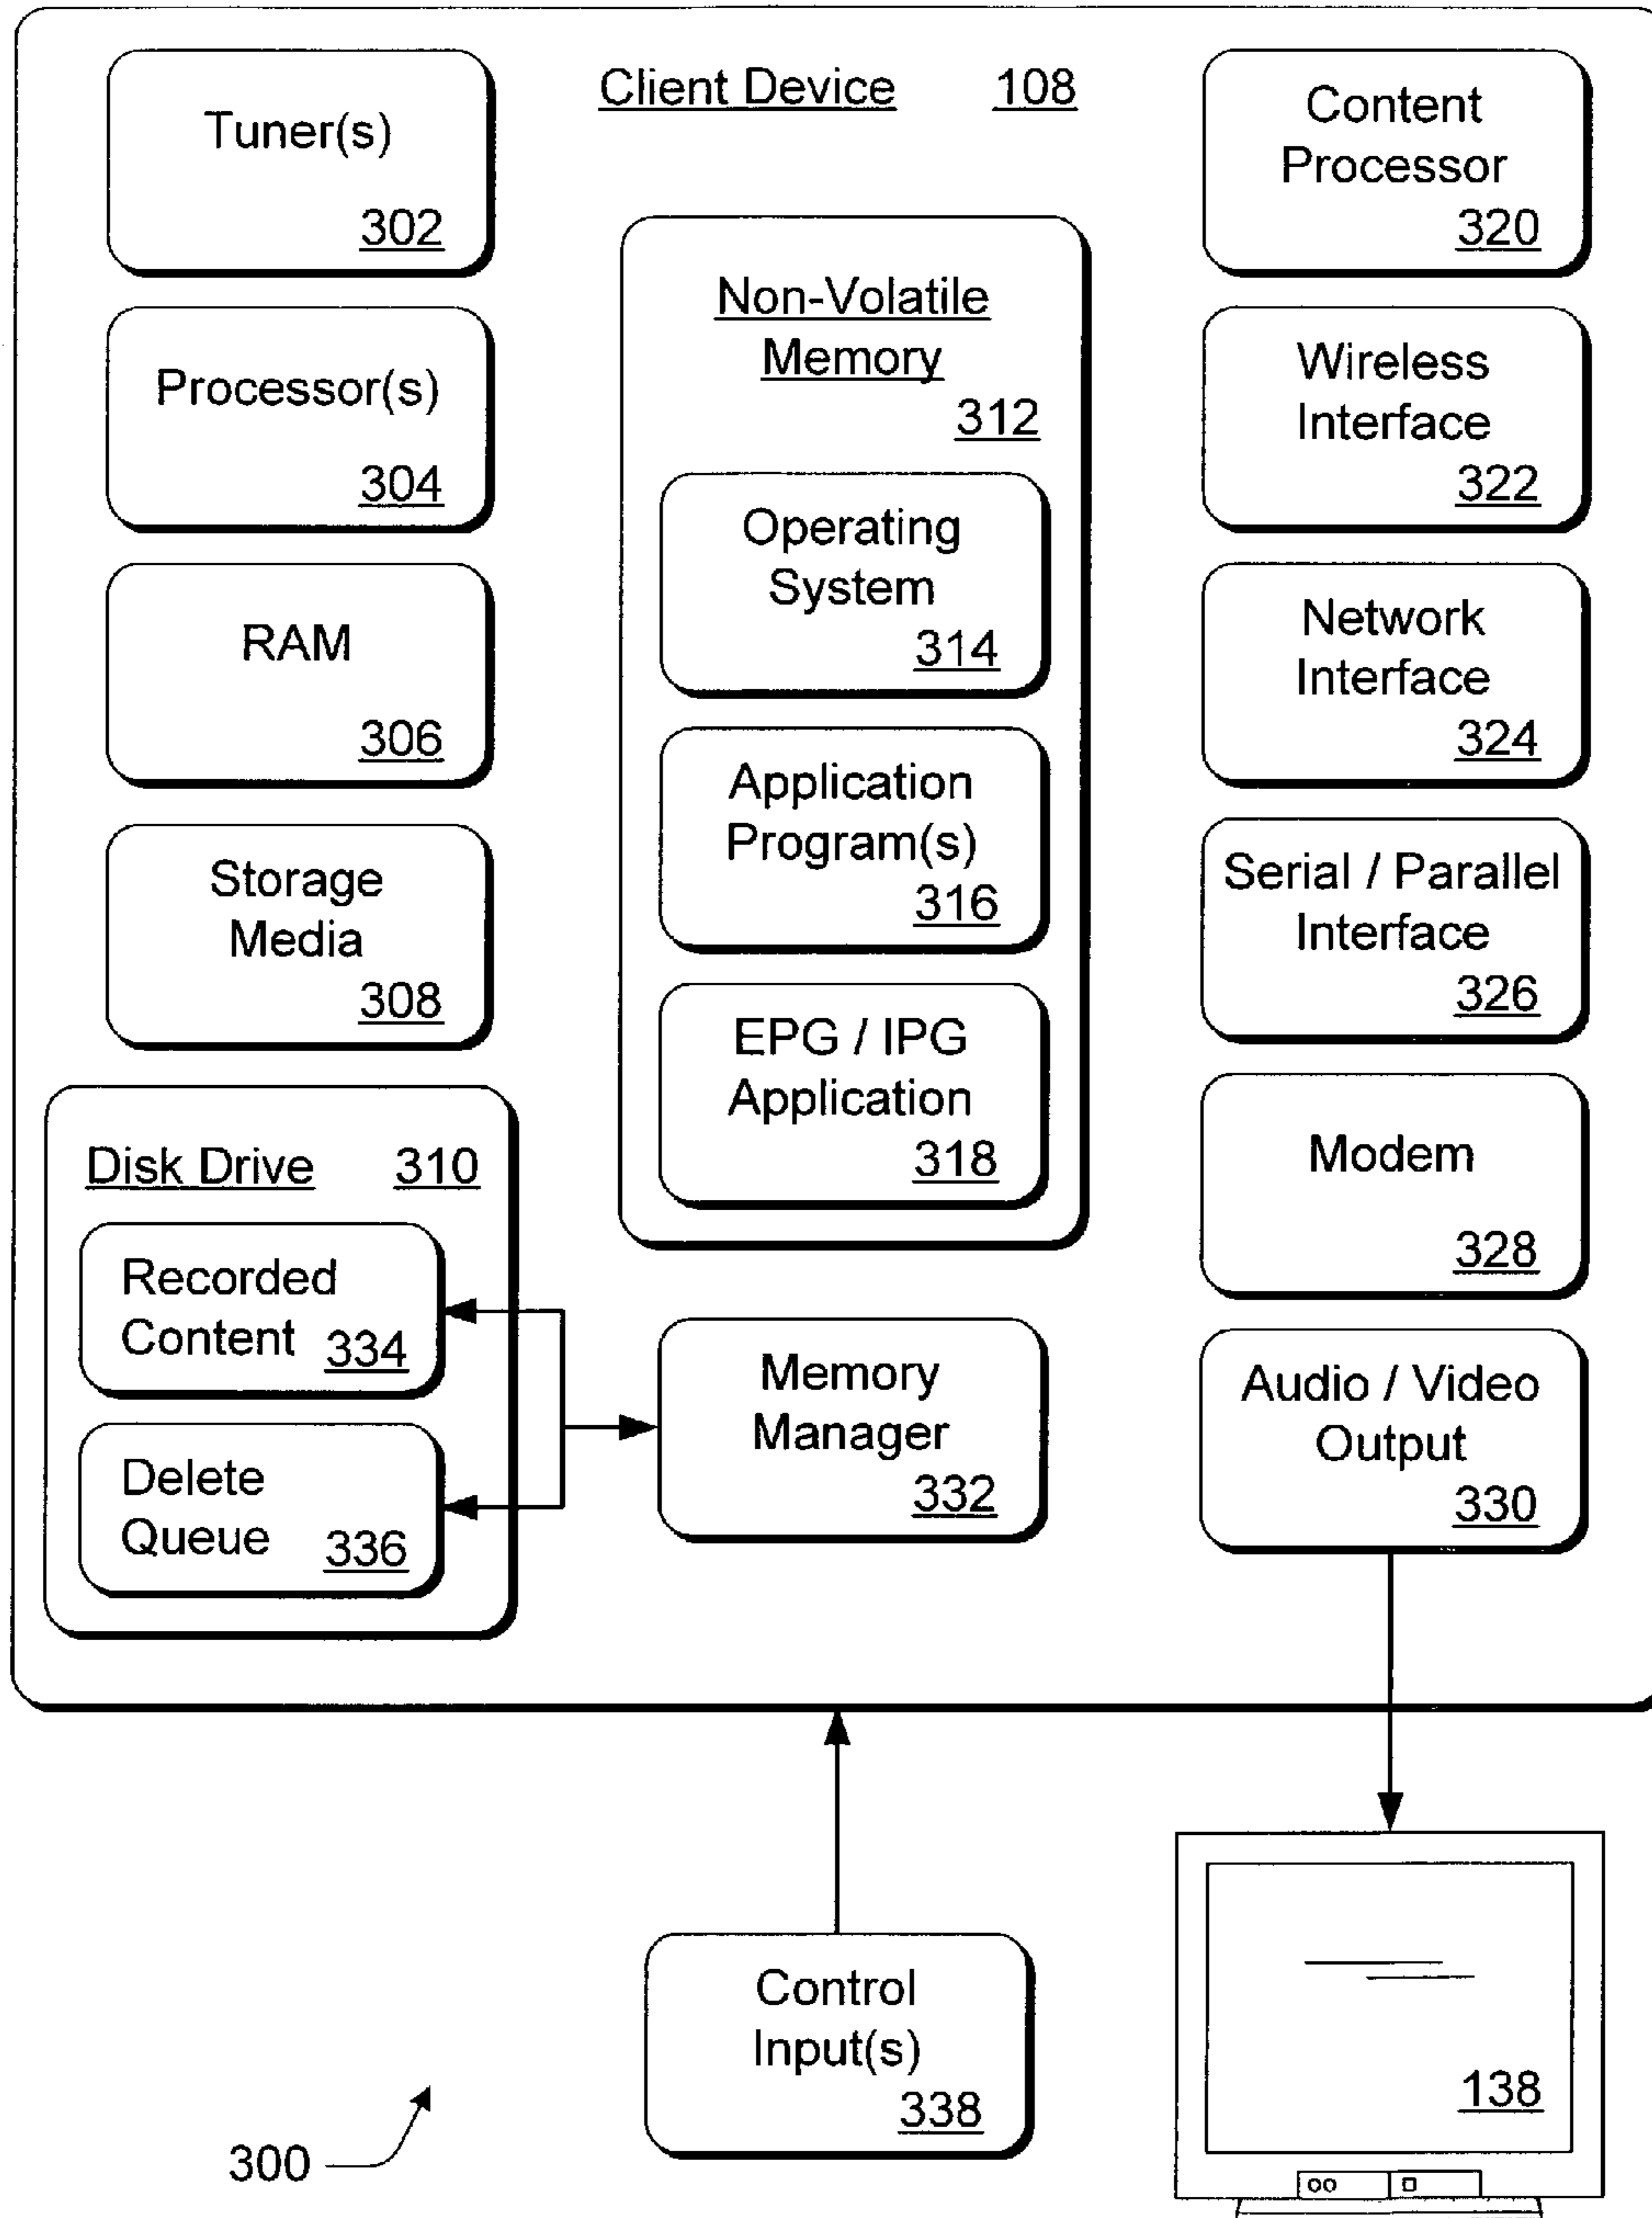 Client Device 108
Tuner(s)
302
Processor(s)
304
RAM
306
Storage
Media
308
Disk Drive 310
Recorded
Content 334
Delete
Queue 336
Non-Volatile
Memory
312
Operating
System
314
Application
Program(s)
316
EPG / IPG
Application
318
Memory
Manager
332
Content
Processor
320
Wireless
Interface
322
Network
Interface
324
Serial / Parallel
Interface
326
Modem
328
Audio / Video
Output
330
Control
Input(s)
338
138
300